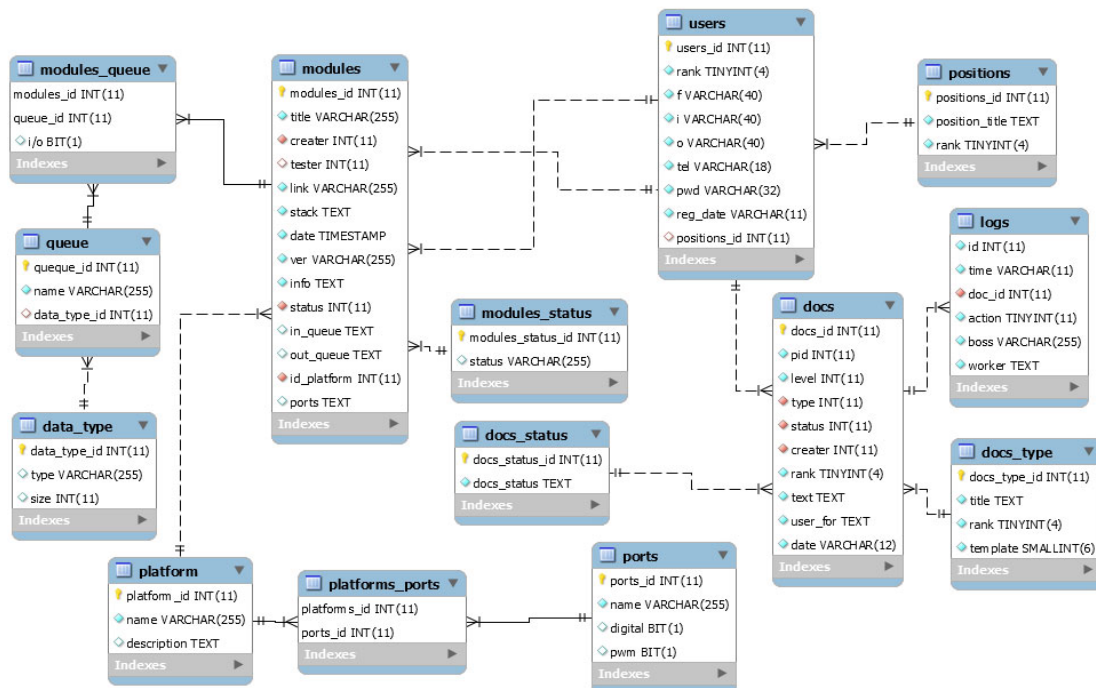 modules_queue
modules_id INT(11)
queue_id INT(11)
i/o BIT(1)
Indexes
modules
modules_id INT(11)
title VARCHAR(255)
creater INT(11)
tester INT(11)
link VARCHAR(255)
stack TEXT
date TIMESTAMP
ver VARCHAR(255)
info TEXT
status INT(11)
in_queue TEXT
out_queue TEXT
id_platform INT(11)
ports TEXT
Indexes
users
users_id INT(11)
rank TINYINT(4)
f VARCHAR(40)
i VARCHAR(40)
o VARCHAR(40)
tel VARCHAR(18)
pwd VARCHAR(32)
reg_date VARCHAR(11)
positions_id INT(11)
Indexes
positions
positions_id INT(11)
position_title TEXT
rank TINYINT(4)
Indexes
queue
queque_id INT(11)
name VARCHAR(255)
data_type_id INT(11)
Indexes
modules_status
modules_status_id INT(11)
status VARCHAR(255)
Indexes
docs
docs_id INT(11)
pid INT(11)
level INT(11)
type INT(11)
status INT(11)
creater INT(11)
rank TINYINT(4)
text TEXT
user_for TEXT
date VARCHAR(12)
Indexes
logs
id INT(11)
time VARCHAR(11)
doc_id INT(11)
action TINYINT(11)
boss VARCHAR(255)
worker TEXT
Indexes
data_type
data_type_id INT(11)
type VARCHAR(255)
size INT(11)
Indexes
docs_status
docs_status_id INT(11)
docs_status TEXT
Indexes
docs_type
docs_type_id INT(11)
title TEXT
rank TINYINT(4)
template SMALLINT(6)
Indexes
platform
platform_id INT(11)
name VARCHAR(255)
description TEXT
Indexes
platforms_ports
platforms_id INT(11)
ports_id INT(11)
Indexes
ports
ports_id INT(11)
name VARCHAR(255)
digital BIT(1)
pwm BIT(1)
Indexes